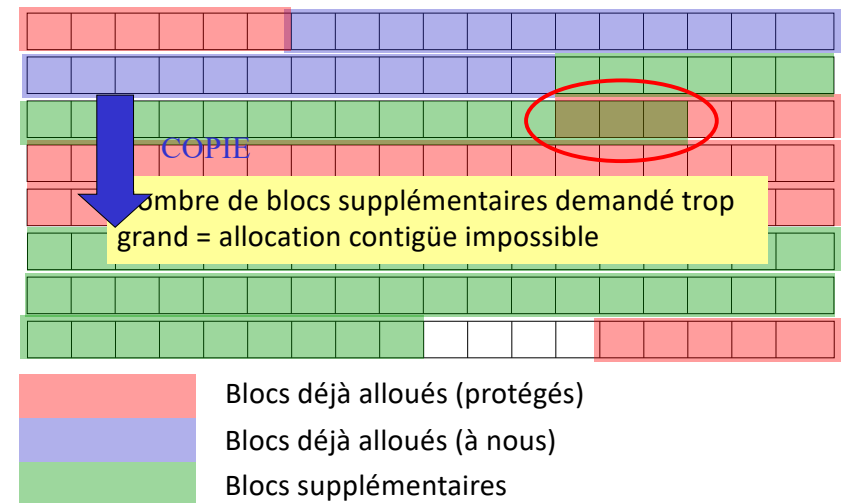 COPIE
ombre de blocs supplémentaires demandé trop
grand = allocation contigüe impossible
Blocs déjà alloués (protégés)
Blocs déjà alloués (à nous)
Blocs supplémentaires